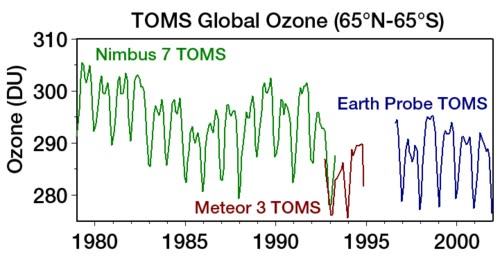 TOMS Global Ozone (65°N-65°S)
310
Nimbus 7 TOMS
300
Earth Probe TOMS
Ozone (DU)
290
280
Meteor 3 TOMS
1980 1985 1990 1995 2000